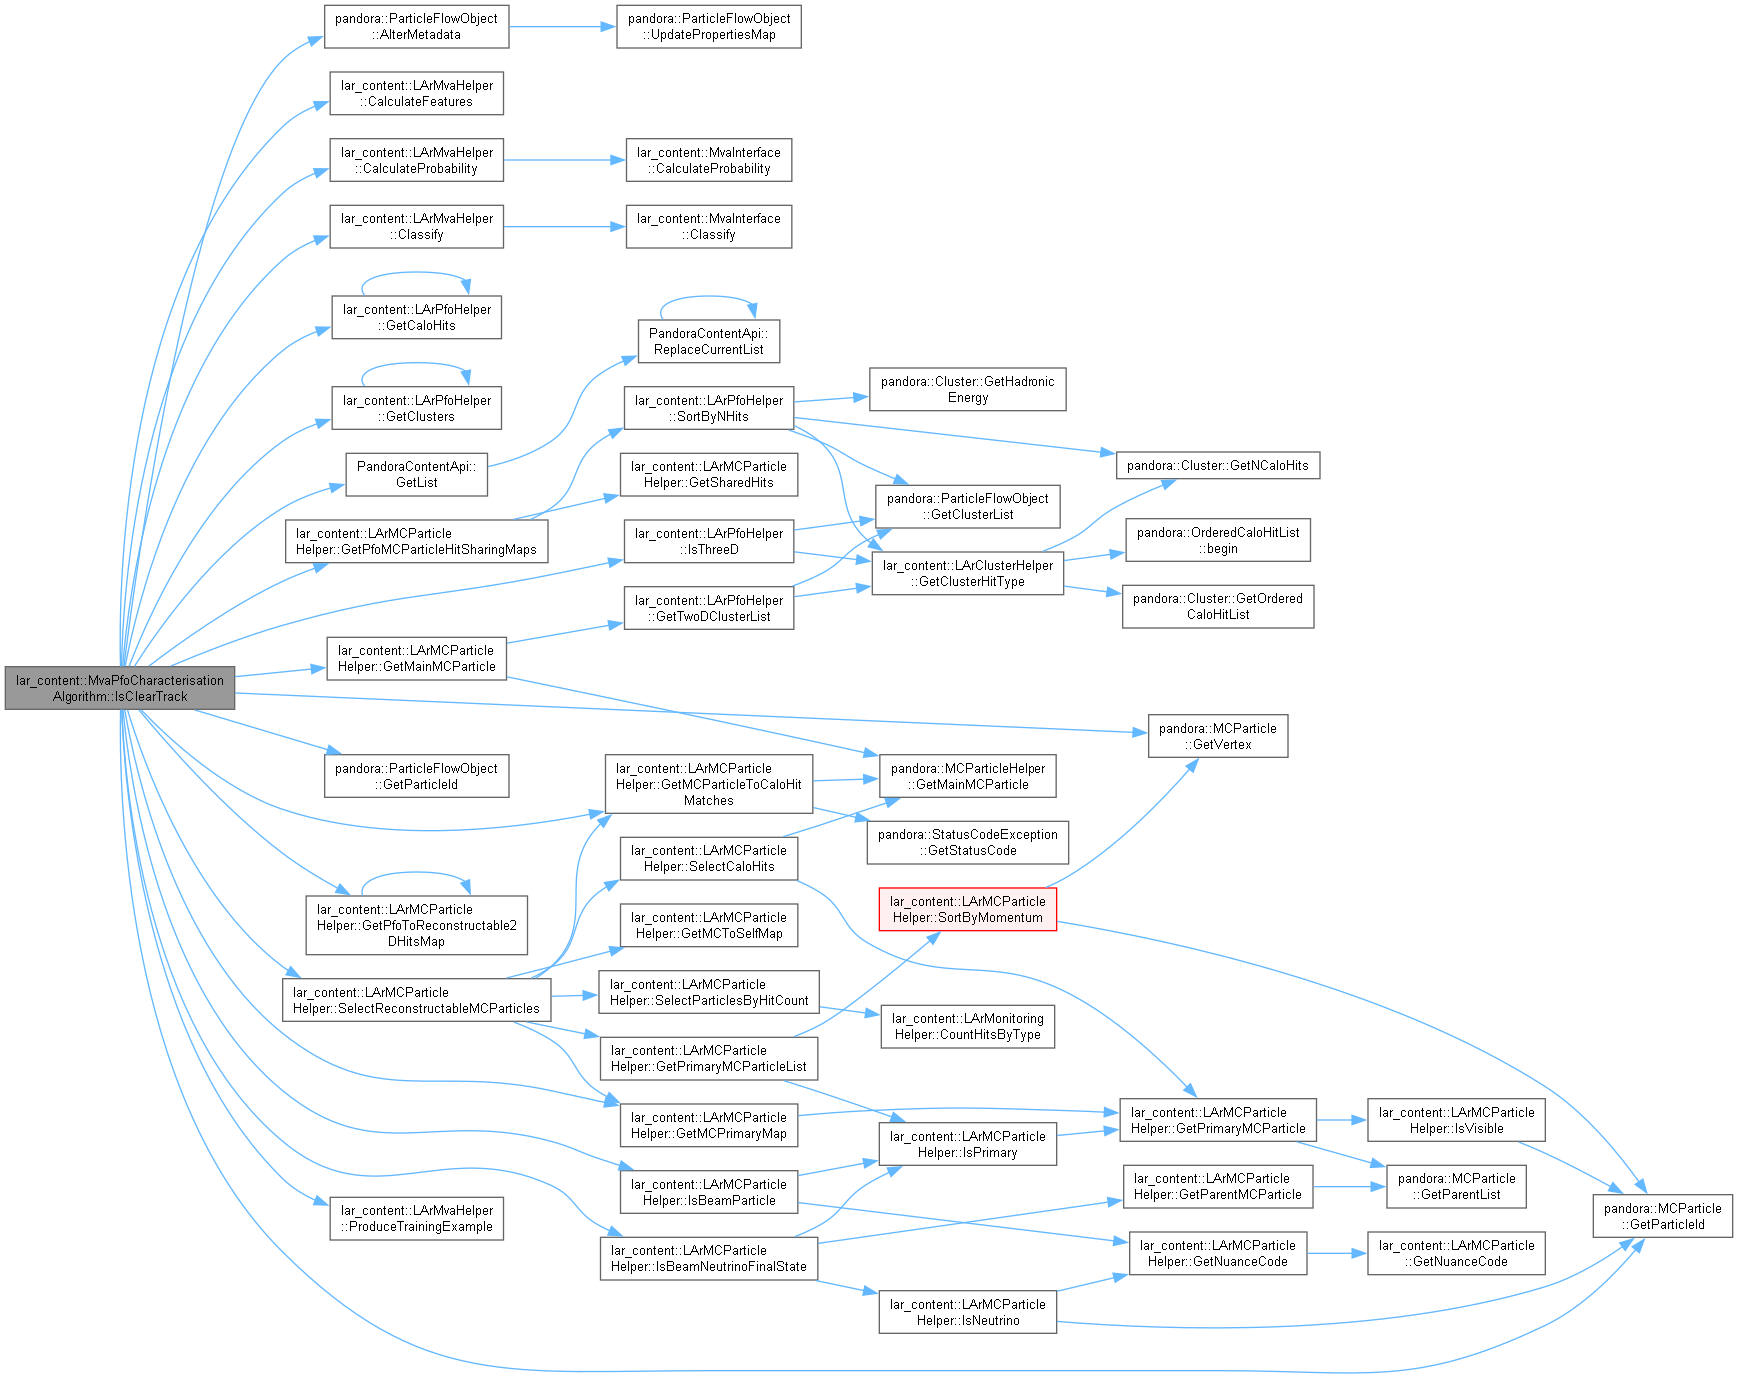 lar_content::MvaPfoCharacterisation
Algorithm::IsClearTrack
pandora::ParticleFlowObject
::AlterMetadata
pandora::ParticleFlowObject
::UpdatePropertiesMap
lar_content::LArMvaHelper
::CalculateFeatures
lar_content::LArMvaHelper
::CalculateProbability
lar_content::MvaInterface
::CalculateProbability
lar_content::LArMvaHelper
::Classify
lar_content::MvaInterface
::Classify
lar_content::LArPfoHelper
::GetCaloHits
lar_content::LArPfoHelper
::GetClusters
PandoraContentApi::
GetList
PandoraContentApi::
ReplaceCurrentList
lar_content::LArMCParticle
Helper::GetPfoMCParticleHitSharingMaps
lar_content::LArPfoHelper
::SortByNHits
lar_content::LArMCParticle
Helper::GetSharedHits
pandora::Cluster::GetHadronic
Energy
pandora::Cluster::GetNCaloHits
pandora::ParticleFlowObject
::GetClusterList
lar_content::LArClusterHelper
::GetClusterHitType
pandora::OrderedCaloHitList
::begin
pandora::Cluster::GetOrdered
CaloHitList
lar_content::LArPfoHelper
::IsThreeD
lar_content::LArPfoHelper
::GetTwoDClusterList
lar_content::LArMCParticle
Helper::GetMainMCParticle
pandora::MCParticleHelper
::GetMainMCParticle
pandora::MCParticle
::GetVertex
pandora::ParticleFlowObject
::GetParticleId
lar_content::LArMCParticle
Helper::GetMCParticleToCaloHit
Matches
pandora::StatusCodeException
::GetStatusCode
lar_content::LArMCParticle
Helper::GetPfoToReconstructable2
DHitsMap
lar_content::LArMCParticle
Helper::SelectReconstructableMCParticles
lar_content::LArMCParticle
Helper::SelectCaloHits
lar_content::LArMCParticle
Helper::GetMCToSelfMap
lar_content::LArMCParticle
Helper::SelectParticlesByHitCount
lar_content::LArMonitoring
Helper::CountHitsByType
lar_content::LArMCParticle
Helper::GetPrimaryMCParticleList
lar_content::LArMCParticle
Helper::SortByMomentum
lar_content::LArMCParticle
Helper::GetMCPrimaryMap
lar_content::LArMCParticle
Helper::IsPrimary
lar_content::LArMCParticle
Helper::GetPrimaryMCParticle
lar_content::LArMCParticle
Helper::IsVisible
pandora::MCParticle
::GetParentList
pandora::MCParticle
::GetParticleId
lar_content::LArMCParticle
Helper::IsBeamParticle
lar_content::LArMCParticle
Helper::GetParentMCParticle
lar_content::LArMvaHelper
::ProduceTrainingExample
lar_content::LArMCParticle
Helper::IsBeamNeutrinoFinalState
lar_content::LArMCParticle
Helper::GetNuanceCode
lar_content::LArMCParticle
::GetNuanceCode
lar_content::LArMCParticle
Helper::IsNeutrino